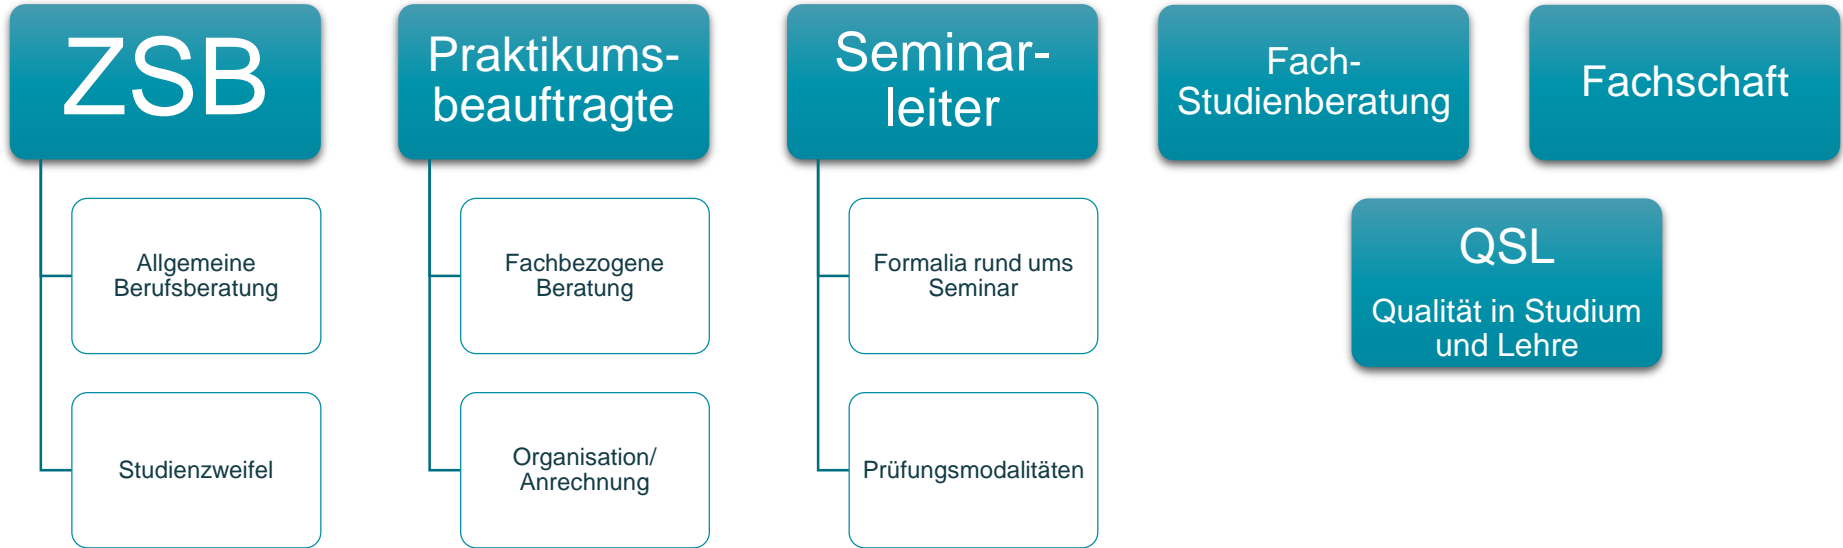 ZSB
Praktikums-
beauftragte
Seminar-
leiter
Fach-
Studienberatung
Fachschaft
Allgemeine
Berufsberatung
Studienzweifel
Fachbezogene
Beratung
Organisation/
Anrechnung
Formalia rund ums
Seminar
Prüfungsmodalitäten
QSL
Qualität in Studium
und Lehre